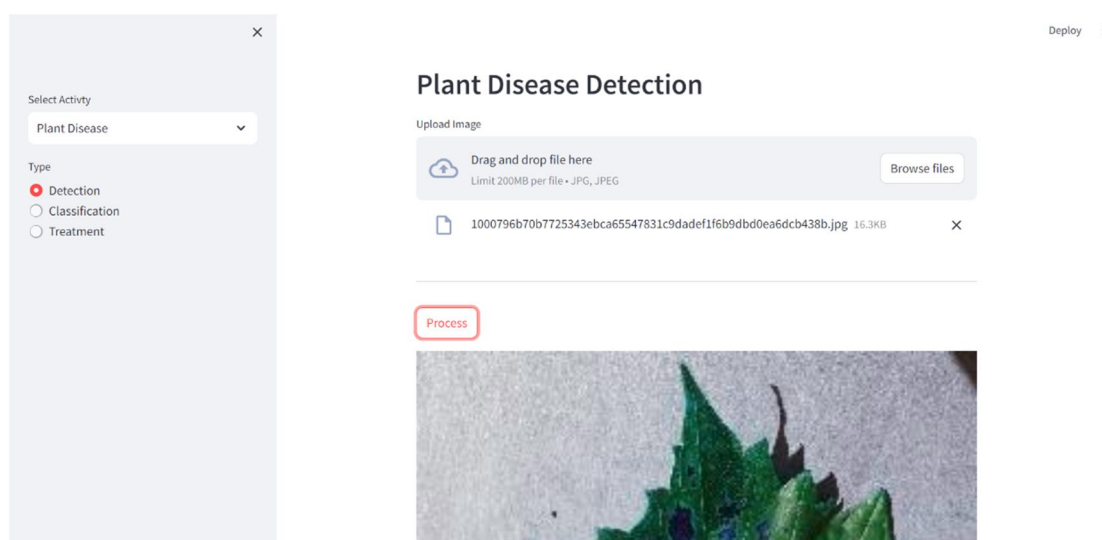 Deploy
Select Activty
Plant Disease
Type
Detection
Classification
Treatment
Plant Disease Detection
Upload Image
Drag and drop file here
Limit 200MB per file • JPG, JPEG
Browse files
1000796b70b7725343ebca65547831c9dadef1f6b9dbd0ea6dcb438b.jpg 16.3KB
Process